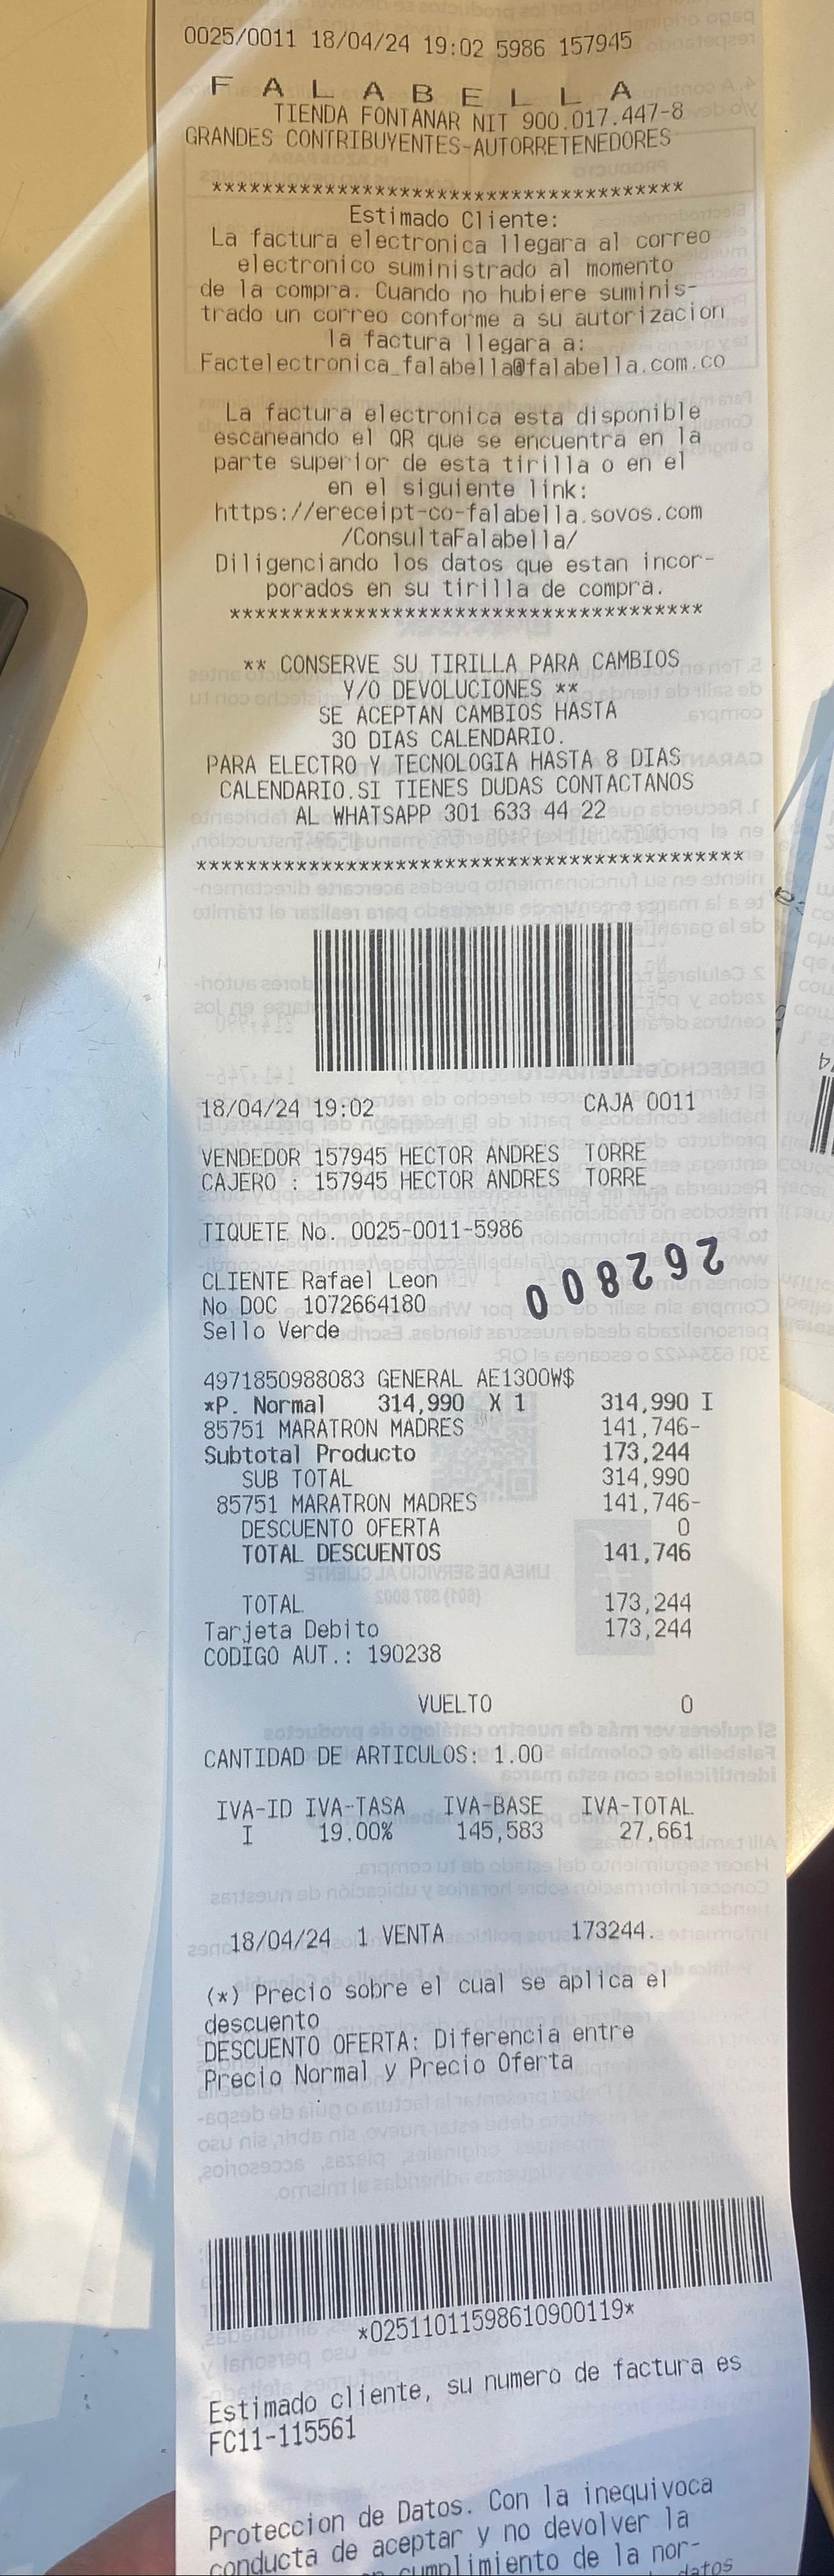 0025/0011 18/04/24 19:02 5986 157945
F A L A B E L L A
TIENDA FONTANAR NIT 900.017.447-8
GRANDES CONTRIBUYENTES-AUTORRETENEDORES
*************************************
Estimado Cliente:
La factura electronica llegara al correo
electronico suministrado al momento
de la compra. Cuando no hubiere suminis-
trado un correo conforme a su autorizacion
la factura llegara a:
Factelectronica_falabella@falabella.com.co
La factura electronica esta disponible
escaneando el QR que se encuentra en la
parte superior de esta tirilla o en el
en el siguiente link:
https://ereceipt-co-falabella.sovos.com
/ConsultaFalabella/
Diligenciando los datos que estan incor-
porados en su tirilla de compra.
*************************************
** CONSERVE SU TIRILLA PARA CAMBIOS
Y/O DEVOLUCIONES **
SE ACEPTAN CAMBIOS HASTA
30 DIAS CALENDARIO.
PARA ELECTRO Y TECNOLOGIA HASTA 8 DIAS
CALENDARIO.SI TIENES DUDAS CONTACTANOS
AL WHATSAPP 301 633 44 22
*******************************************
18/04/24 19:02 CAJA 0011
VENDEDOR 157945 HECTOR ANDRES TORRE
CAJERO : 157945 HECTOR ANDRES TORRE
TIQUETE No. 0025-0011-5986
262800
CLIENTE Rafael Leon
No DOC 1072664180
Sello Verde
4971850988083 GENERAL AE1300W$
*P. Normal 314,990 X 1 314,990 I
85751 MARATRON MADRES 141,746-
Subtotal Producto 173,244
SUB TOTAL 314,990
85751 MARATRON MADRES 141,746-
DESCUENTO OFERTA 0
TOTAL DESCUENTOS 141,746
TOTAL 173,244
Tarjeta Debito 173,244
CODIGO AUT.: 190238
VUELTO 0
CANTIDAD DE ARTICULOS: 1.00
IVA-ID IVA-TASA IVA-BASE IVA-TOTAL
I 19.00% 145,583 27,661
18/04/24 1 VENTA 173244.
(*) Precio sobre el cual se aplica el
descuento
DESCUENTO OFERTA: Diferencia entre
Precio Normal y Precio Oferta
*02511011598610900119*
Estimado cliente, su numero de factura es
FC11-115561
Proteccion de Datos. Con la inequivoca
conducta de aceptar y no devolver la
cumplimiento de la nor-
datos